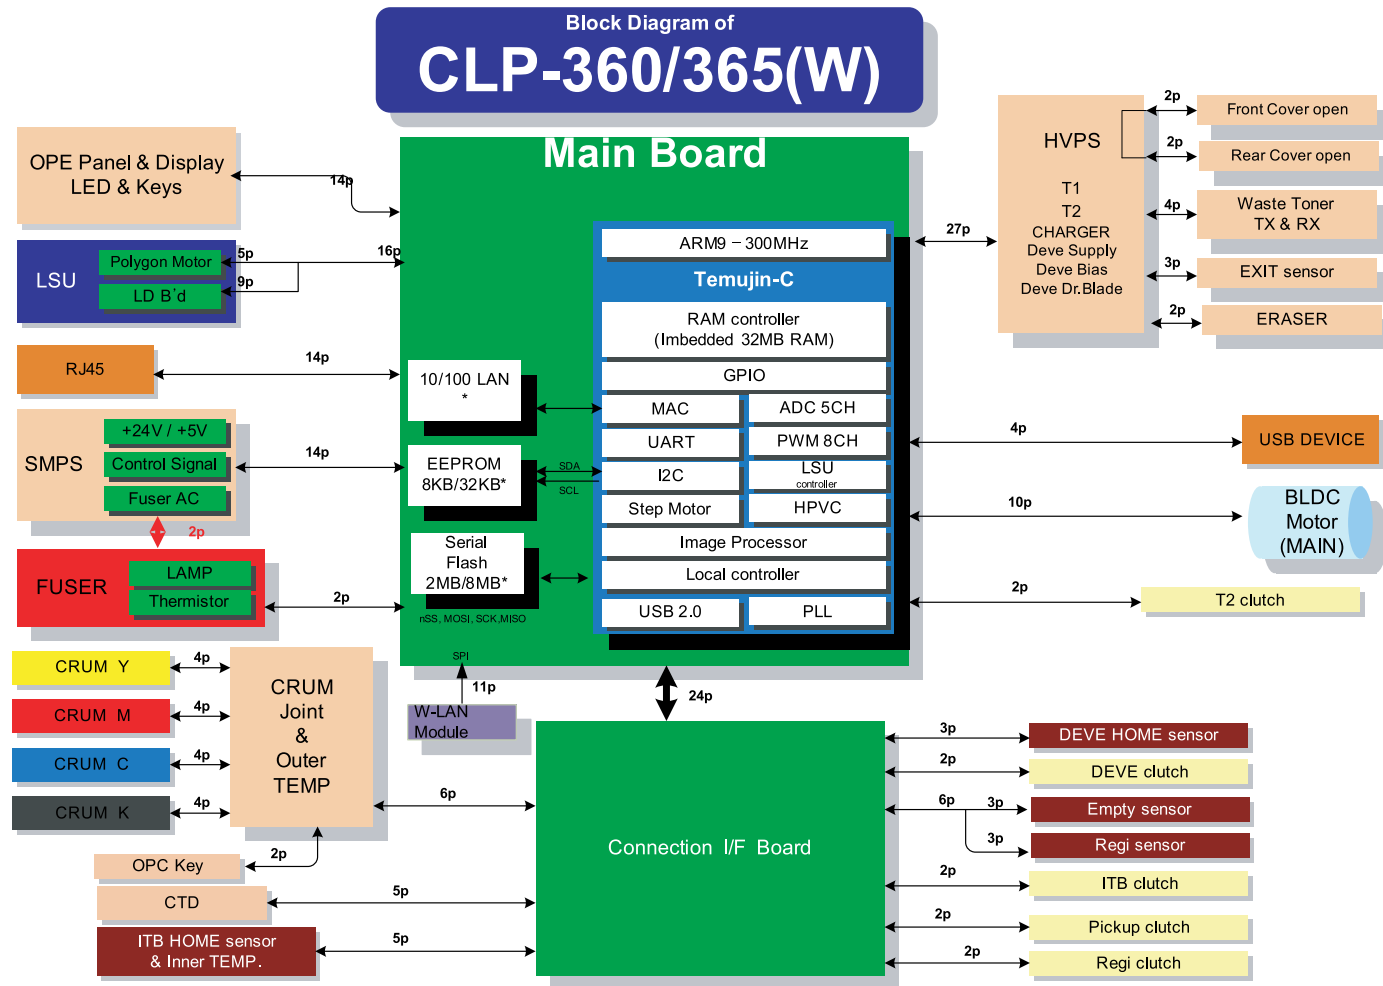 Block Diagram of
CLP-360/365(W)
OPE Panel & Display
LED & Keys
14p
LSU
Polygon Motor
LD B'd
5p
9p
16p
RJ45
14p
SMPS
+24V / +5V
Control Signal
Fuser AC
14p
2p
FUSER
LAMP
Thermistor
2p
CRUM Y
4p
CRUM M
4p
CRUM C
4p
CRUM K
4p
CRUM
Joint
&
Outer
TEMP
6p
OPC Key
2p
CTD
5p
ITB HOME sensor
& Inner TEMP.
5p
Main Board
10/100 LAN
*
EEPROM
8KB/32KB*
SDA
SCL
Serial
Flash
2MB/8MB*
nSS, MOSI, SCK,MISO
SPI
11p
W-LAN
Module
ARM9 – 300MHz
Temujin-C
RAM controller
(Imbedded 32MB RAM)
GPIO
MAC
ADC 5CH
UART
PWM 8CH
I2C
LSU
controller
Step Motor
HPVC
Image Processor
Local controller
USB 2.0
PLL
24p
Connection I/F Board
27p
HVPS
T1
T2
CHARGER
Deve Supply
Deve Bias
Deve Dr.Blade
2p
Front Cover open
2p
Rear Cover open
4p
Waste Toner
TX & RX
3p
EXIT sensor
2p
ERASER
4p
USB DEVICE
10p
BLDC
Motor
(MAIN)
2p
T2 clutch
3p
DEVE HOME sensor
2p
DEVE clutch
6p
3p
Empty sensor
3p
Regi sensor
2p
ITB clutch
2p
Pickup clutch
2p
Regi clutch